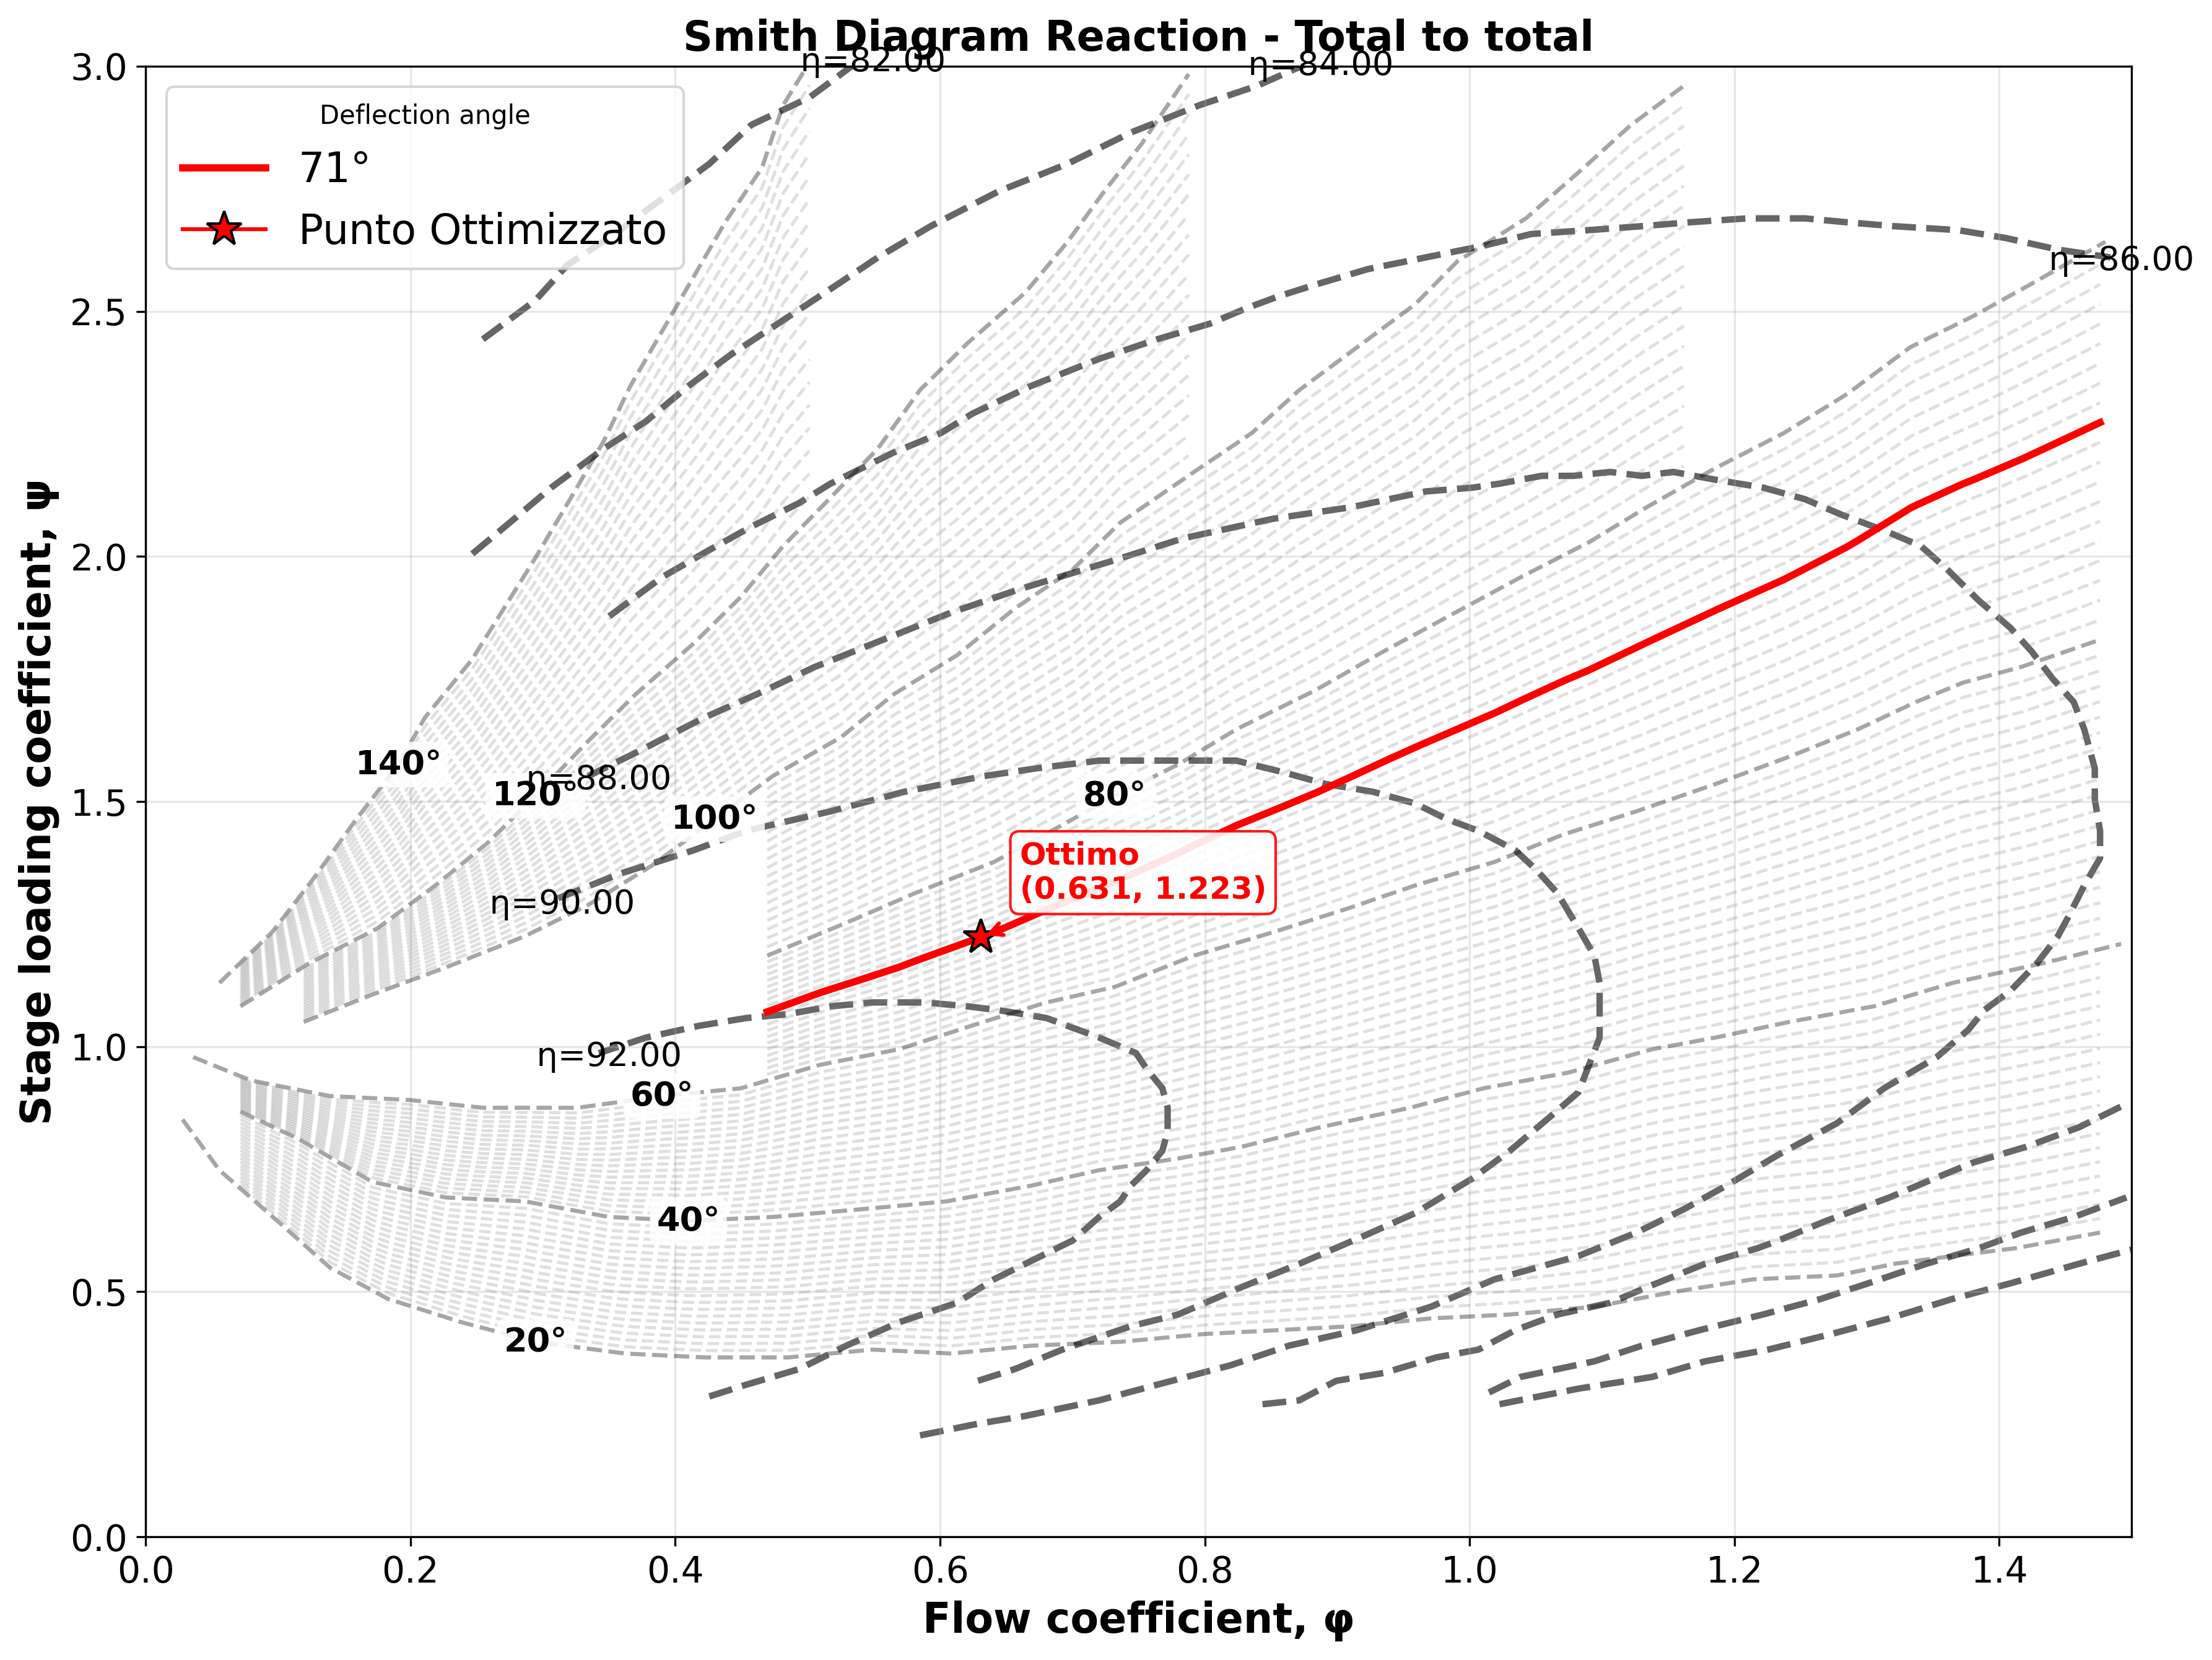 Smith Diagram Reaction - Total to total
η=82.00
η=84.00
3.0
Deflection angle
71°
Punto Ottimizzato
η=86.00
2.5
2.0
140°
η=88.00
120°
80°
1.5
100°
Ottimo
(0.631, 1.223)
η=90.00
Stage loading coefficient, ψ
1.0
η=92.00
60°
40°
0.5
20°
0.0
0.0
0.2
0.4
0.6
0.8
1.0
1.2
1.4
Flow coefficient, φ